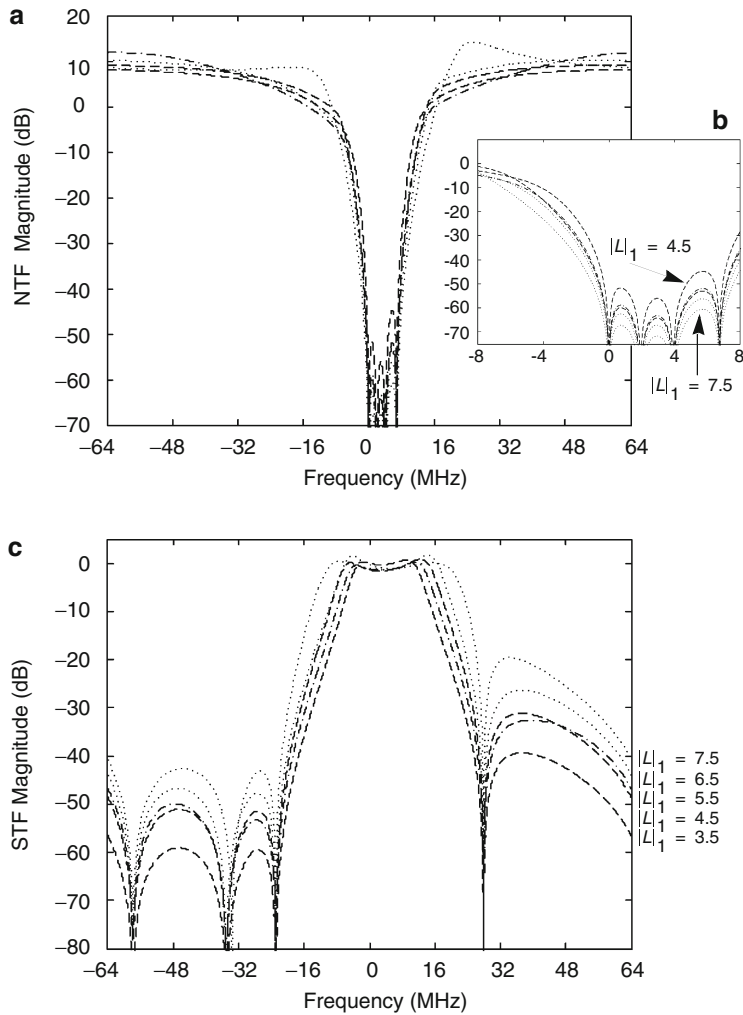 a
20
10
0
−10
−20
−30
−40
−50
−60
−70
NTF Magnitude (dB)
−64 −48 −32 −16 0 16 32 48 64
Frequency (MHz)
b
0
-10
-20
-30
-40
-50
-60
-70
-8 -4 0 4 8
|L|1 = 4.5
|L|1 = 7.5
c
0
−10
−20
−30
−40
−50
−60
−70
−80
STF Magnitude (dB)
−64 −48 −32 −16 0 16 32 48 64
Frequency (MHz)
|L|1 = 7.5
|L|1 = 6.5
|L|1 = 5.5
|L|1 = 4.5
|L|1 = 3.5